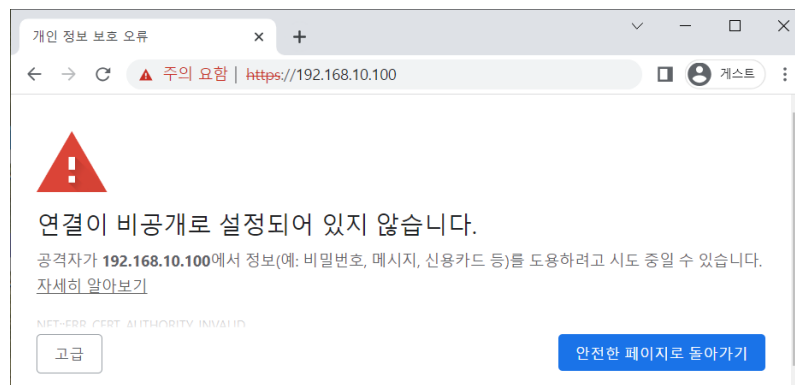 개인 정보 보호 오류
주의 요함 | https://192.168.10.100
게스트
연결이 비공개로 설정되어 있지 않습니다.
공격자가 192.168.10.100에서 정보(예: 비밀번호, 메시지, 신용카드 등)를 도용하려고 시도 중일 수 있습니다.
자세히 알아보기
NET::ERR_CERT_AUTHORITY_INVALID
고급
안전한 페이지로 돌아가기